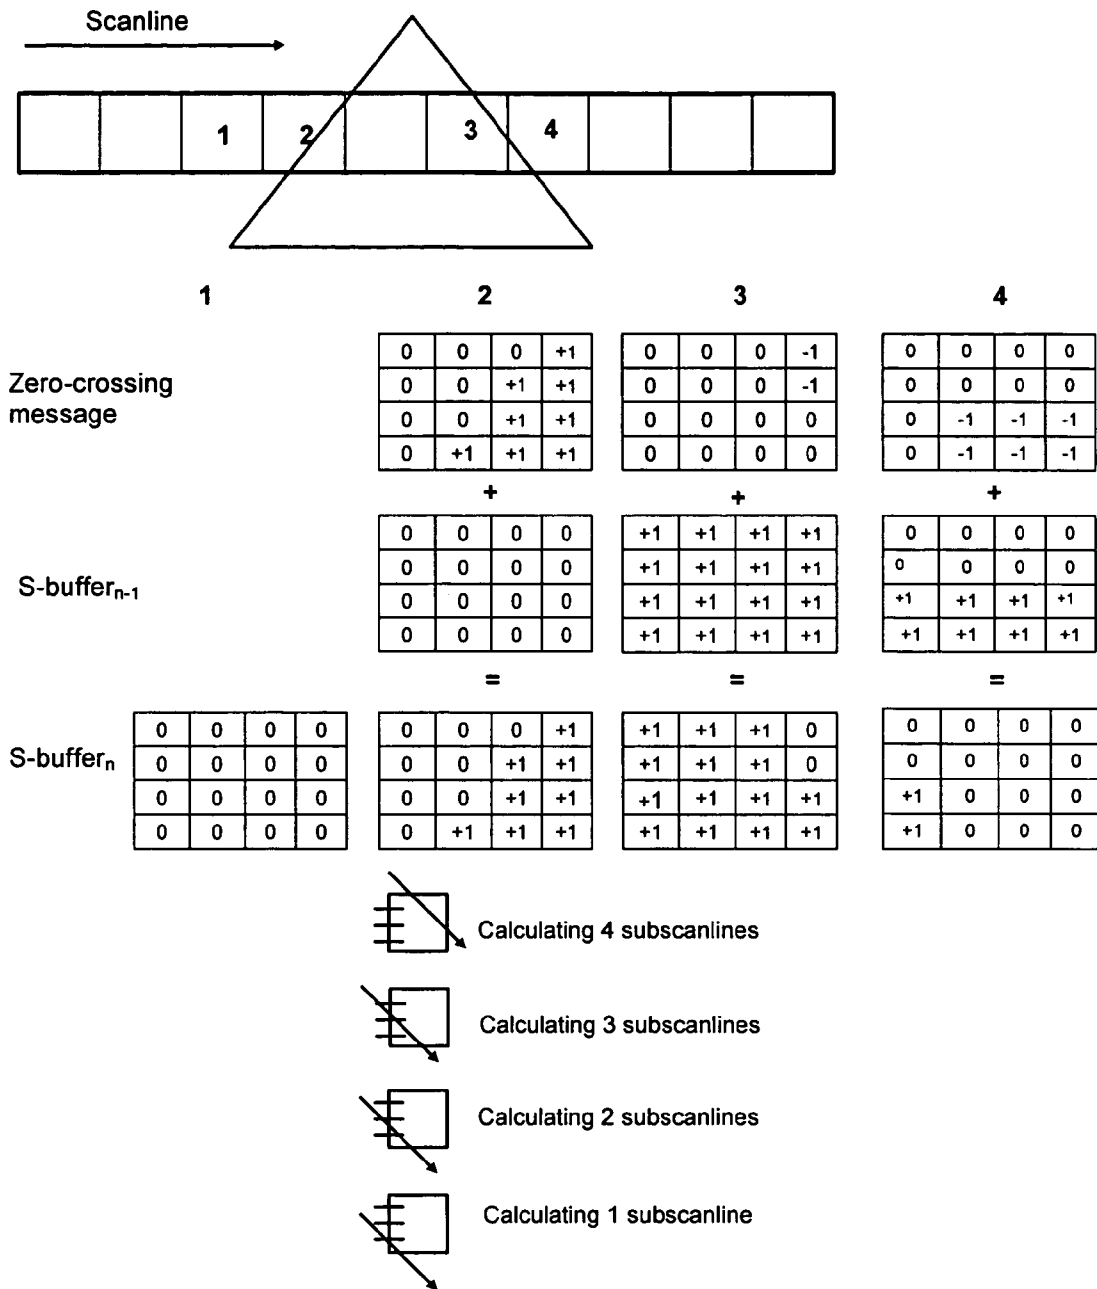 Scanline
1 2 3 4
1 2 3 4
Zero-crossing
message
0 0 0 +1
0 0 +1 +1
0 0 +1 +1
0 +1 +1 +1
0 0 0 -1
0 0 0 -1
0 0 0 0
0 0 0 0
0 0 0 0
0 0 0 0
0 -1 -1 -1
0 -1 -1 -1
+ + +
S-buffern-1
0 0 0 0
0 0 0 0
0 0 0 0
0 0 0 0
+1 +1 +1 +1
+1 +1 +1 +1
+1 +1 +1 +1
+1 +1 +1 +1
0 0 0 0
0 0 0 0
+1 +1 +1 +1
+1 +1 +1 +1
= = =
S-buffern
0 0 0 0
0 0 0 0
0 0 0 0
0 0 0 0
0 0 0 +1
0 0 +1 +1
0 0 +1 +1
0 +1 +1 +1
+1 +1 +1 0
+1 +1 +1 0
+1 +1 +1 +1
+1 +1 +1 +1
0 0 0 0
0 0 0 0
+1 0 0 0
+1 0 0 0
Calculating 4 subscanlines
Calculating 3 subscanlines
Calculating 2 subscanlines
Calculating 1 subscanline